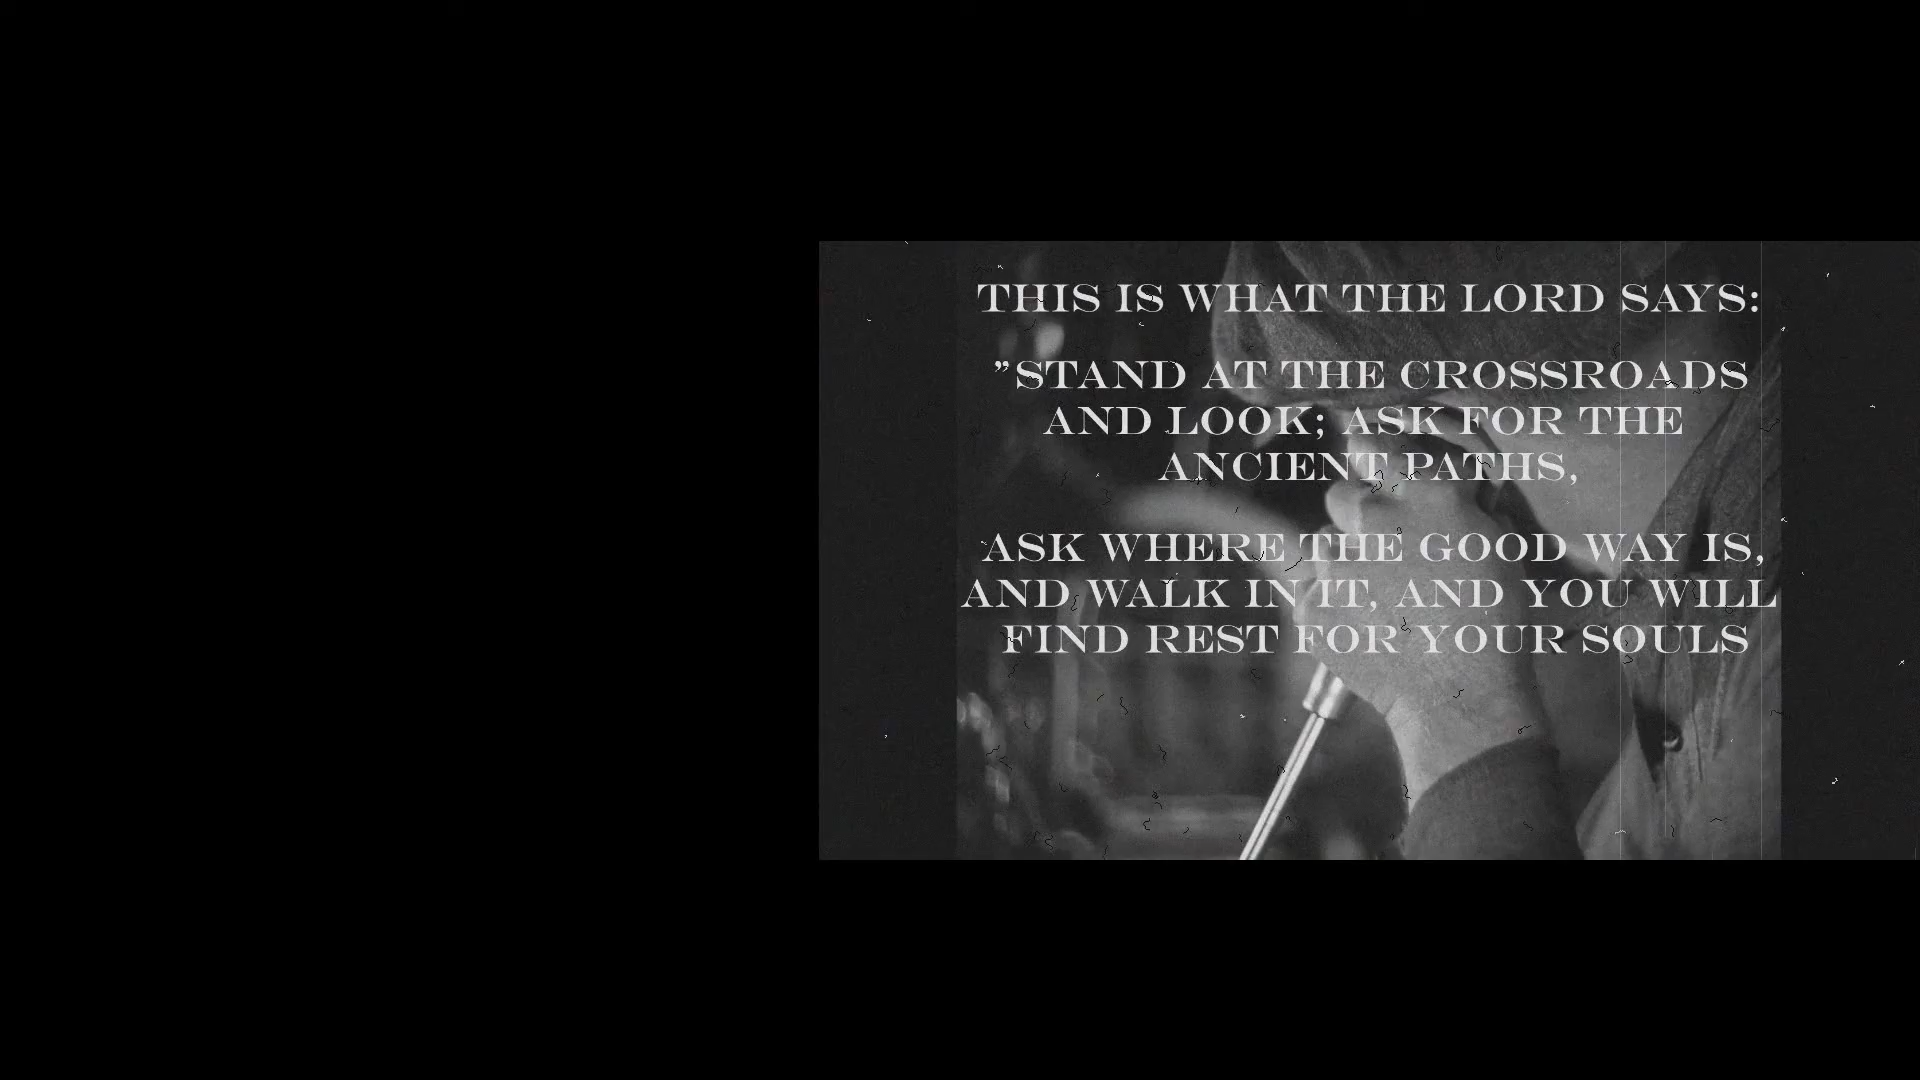 THIS IS WHAT THE LORD SAYS:
"STAND AT THE CROSSROADS
AND LOOK; ASK FOR THE
ANCIENT PATHS,
ASK WHERE THE GOOD WAY IS,
AND WALK IN IT, AND YOU WILL
FIND REST FOR YOUR SOULS